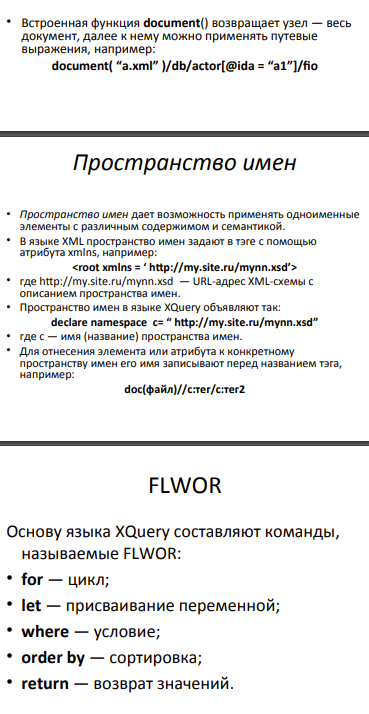 • Встроенная функция document() возвращает узел — весь
документ, далее к нему можно применять путевые
выражения, например:
document( “a.xml” )/db/actor[@ida = “a1”]/fio
Пространство имен
• Пространство имен дает возможность применять одноименные
элементы с различным содержимом и семантикой.
• В языке XML пространство имен задают в тэге с помощью
атрибута xmlns, например:
<root xmlns = ‘ http://my.site.ru/mynn.xsd’>
• где http://my.site.ru/mynn.xsd — URL-адрес XML-схемы с
описанием пространства имен.
• Пространство имен в языке XQuery объявляют так:
declare namespace c= “ http://my.site.ru/mynn.xsd”
• где c — имя (название) пространства имен.
• Для отнесения элемента или атрибута к конкретному
пространству имен его имя записывают перед названием тэга,
например:
doc(файл)//c:тег/c:тег2
FLWOR
Основу языка XQuery составляют команды,
называемые FLWOR:
• for — цикл;
• let — присваивание переменной;
• where — условие;
• order by — сортировка;
• return — возврат значений.